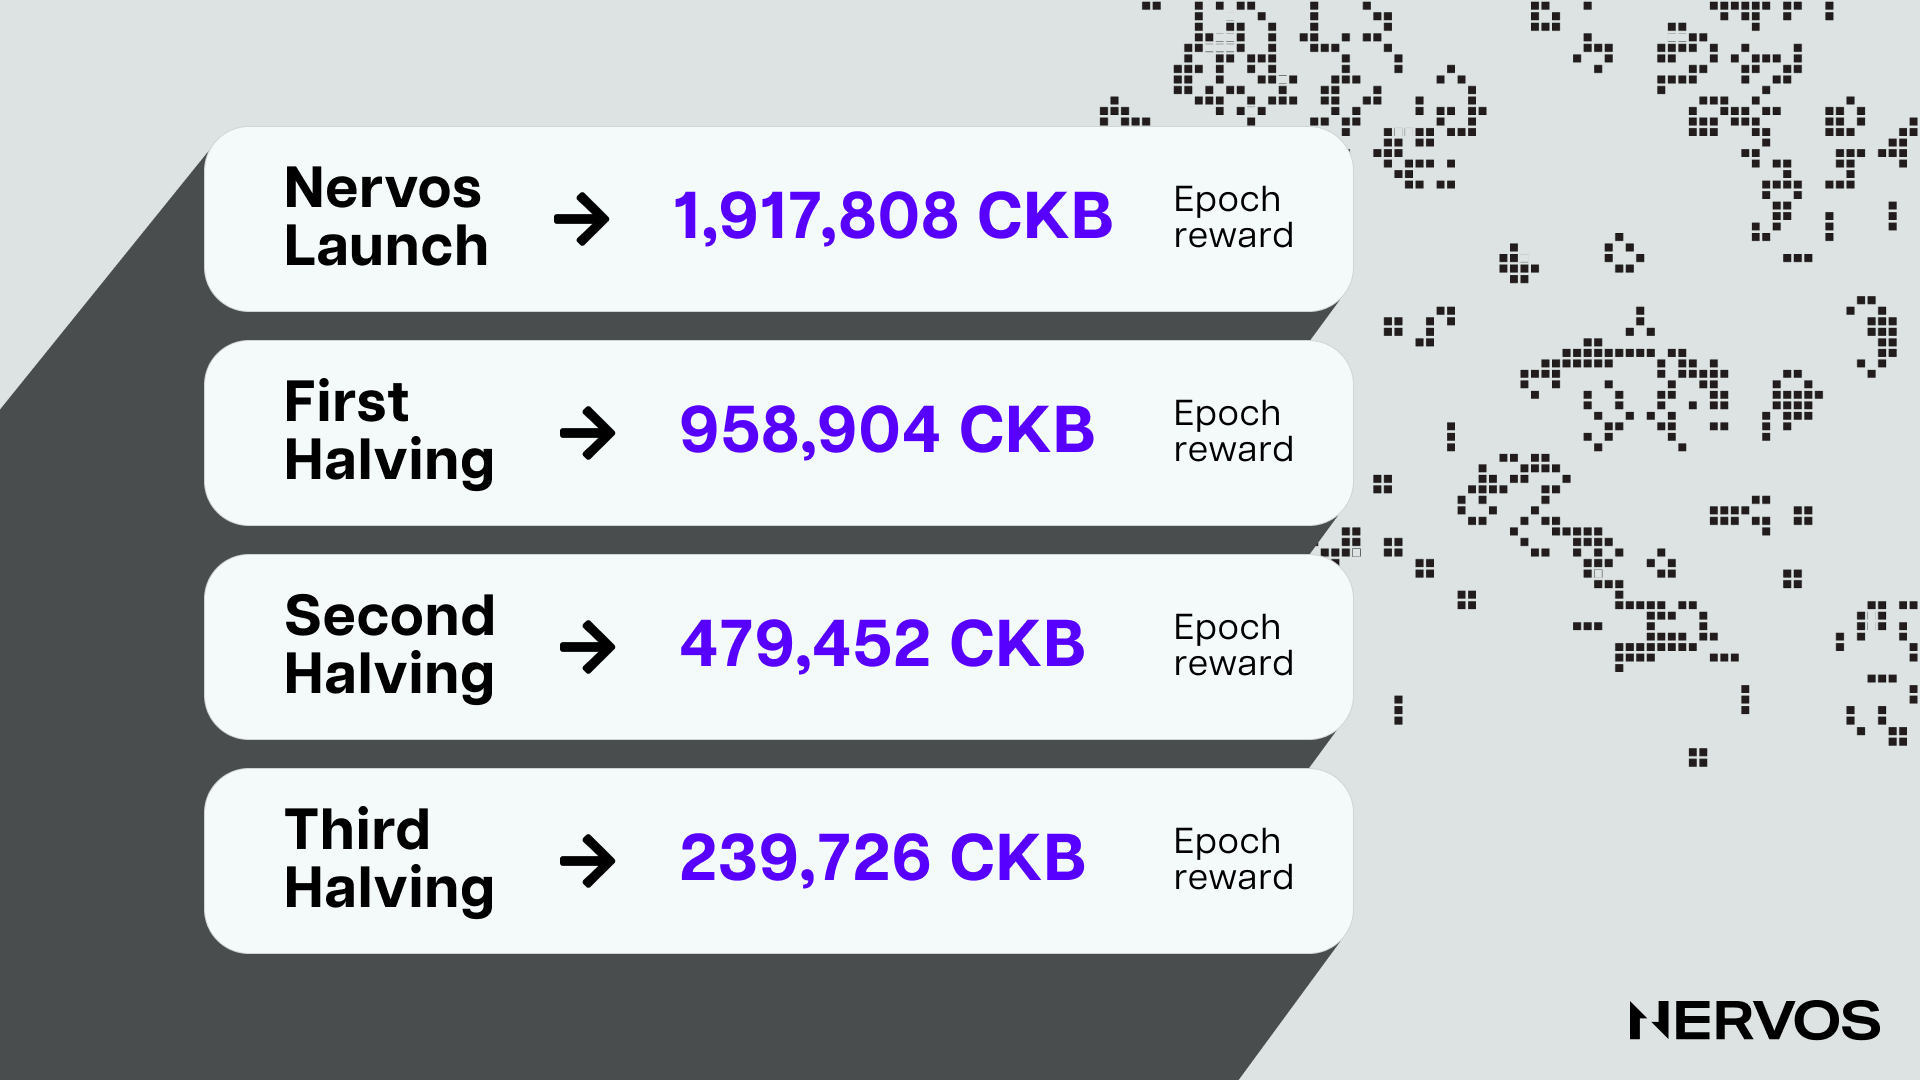 Nervos
Launch
1,917,808 CKB
Epoch
reward
First
Halving
958,904 CKB
Epoch
reward
Second
Halving
479,452 CKB
Epoch
reward
Third
Halving
239,726 CKB
Epoch
reward
NERVOS